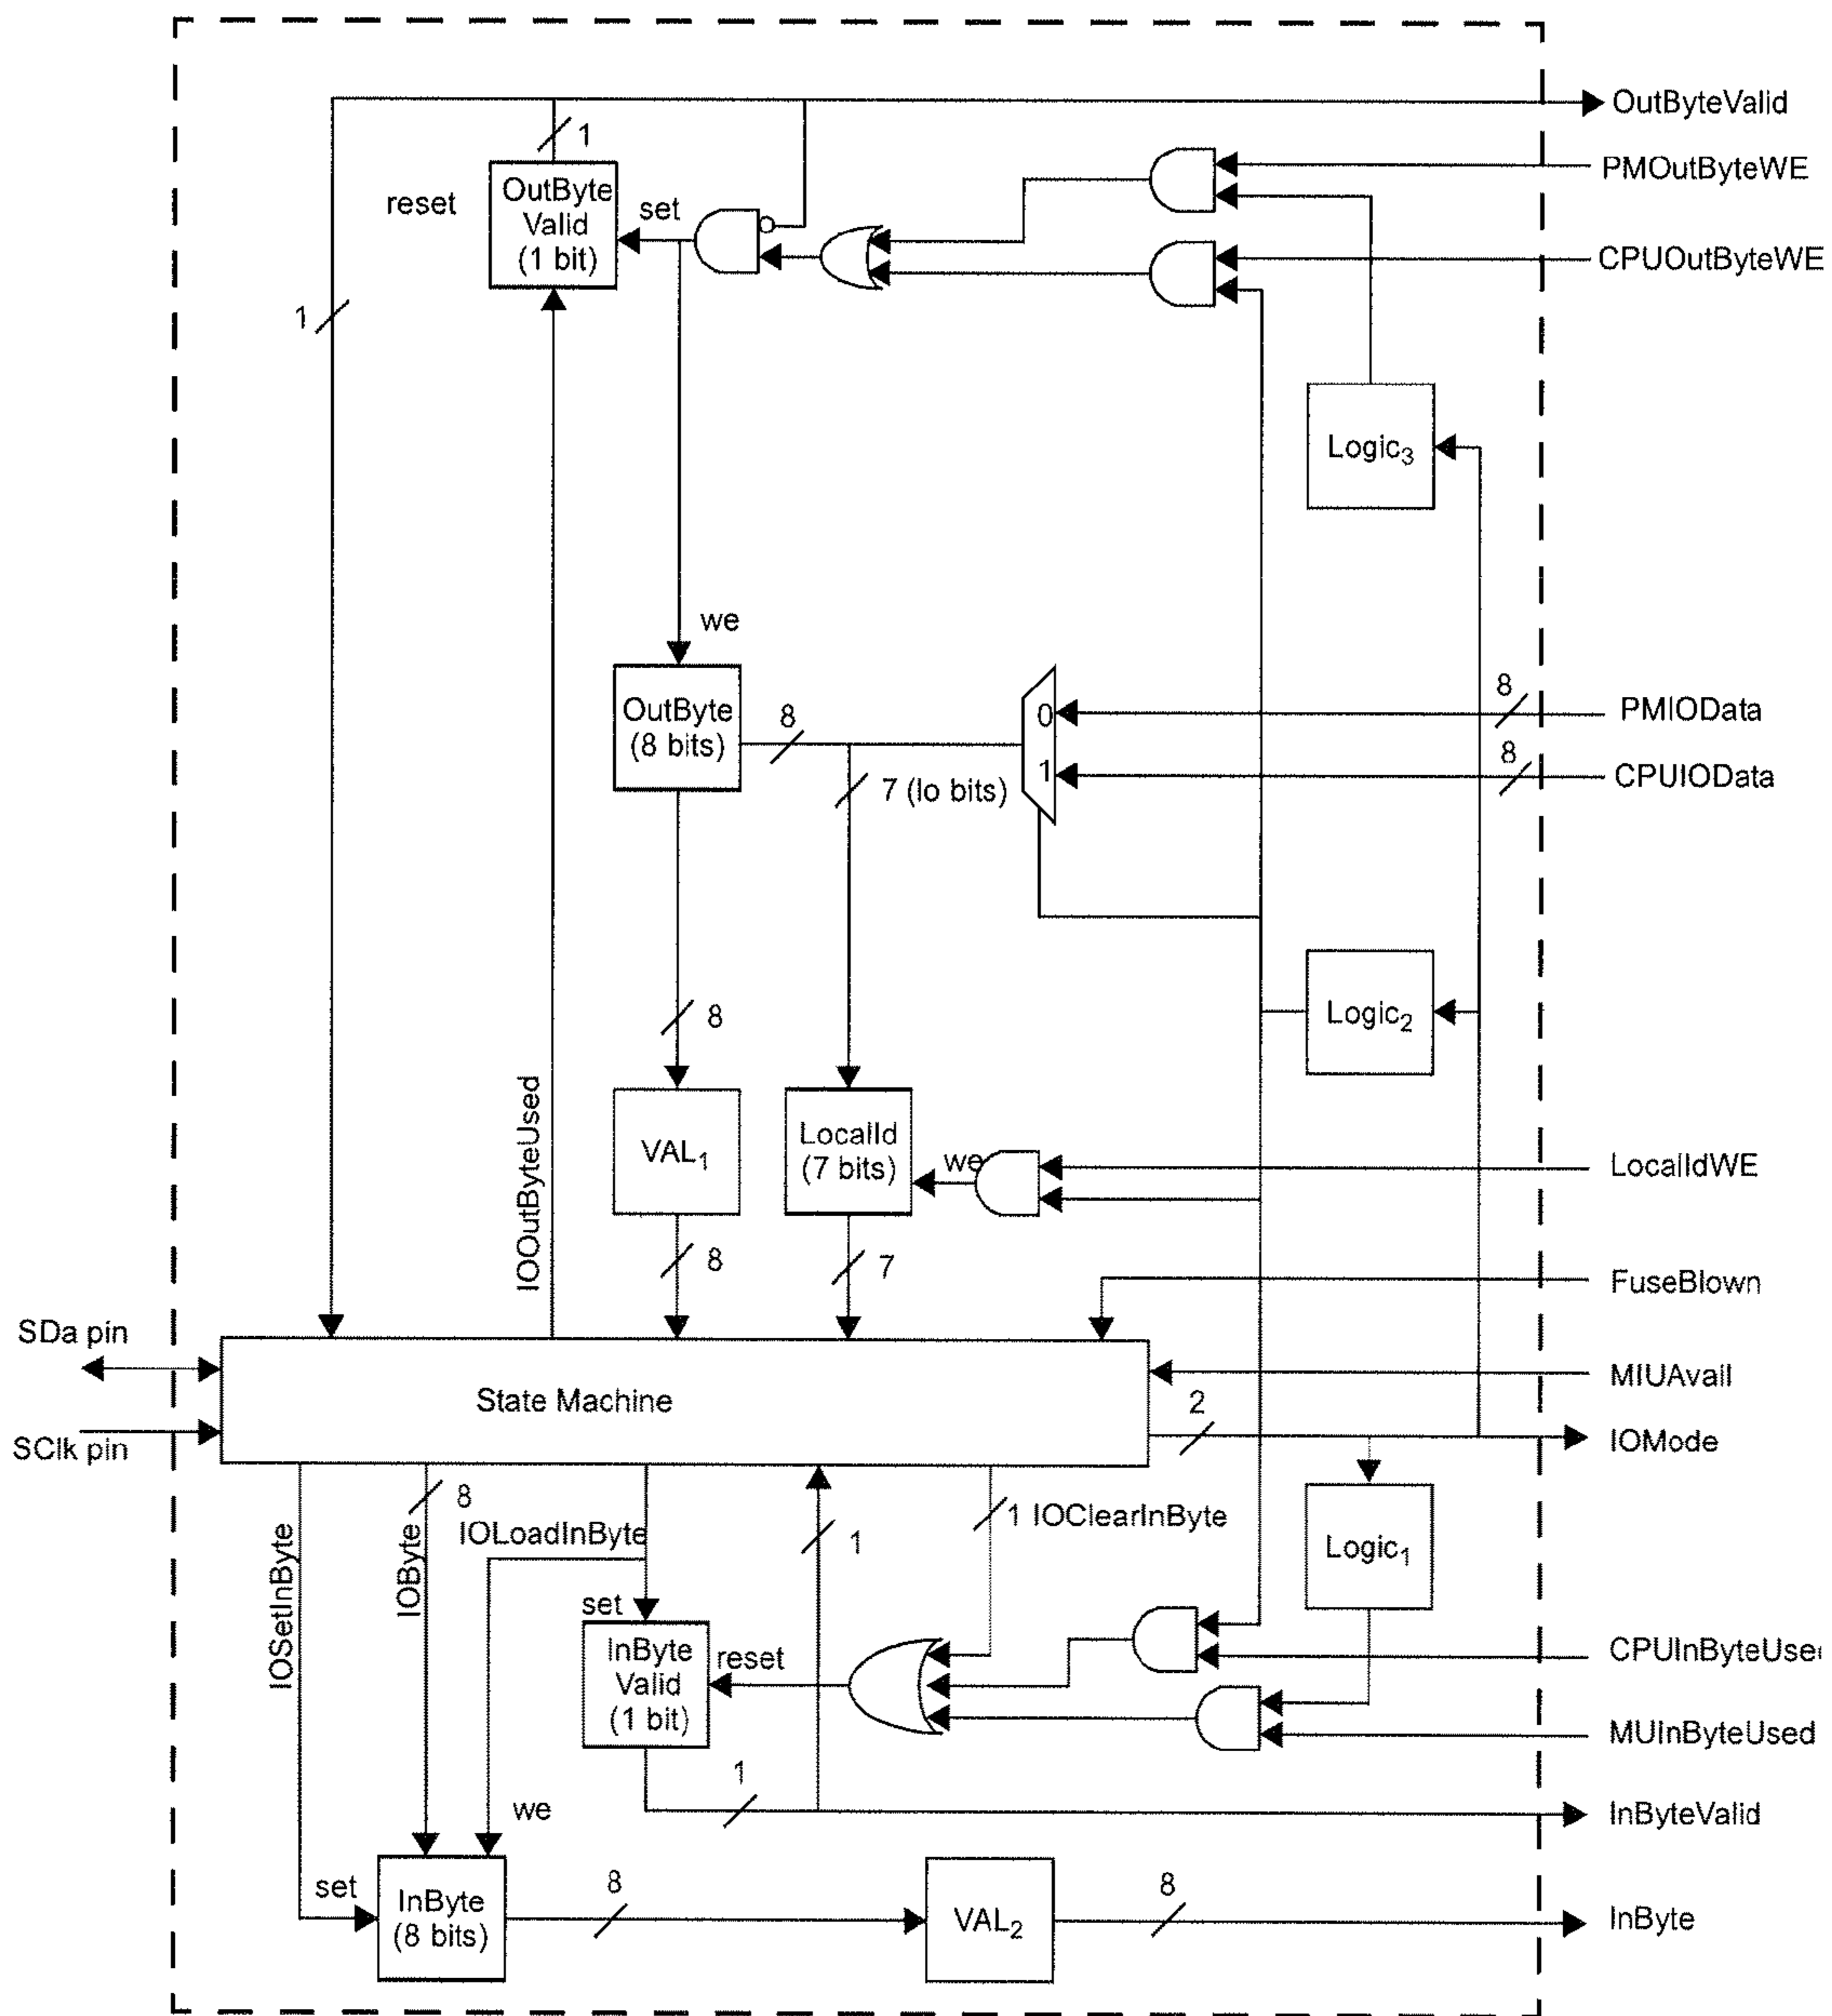 OutByteValid
1
PMOutByteWE
reset
OutByte
Valid
(1 bit)
set
CPUOutByteWE
1
Logic3
we
OutByte
(8 bits)
8
0
1
8
PMIOData
8
CPUIOData
7 (lo bits)
8
Logic2
IOOutByteUsed
VAL1
LocalId
(7 bits)
we
LocalIdWE
8
7
FuseBlown
SDa pin
State Machine
MIUAvail
2
SClk pin
IOMode
8
IOSetInByte
IOByte
IOLoadInByte
1
1 IOClearInByte
Logic1
set
InByte
Valid
(1 bit)
reset
CPUInByteUse
MUInByteUsed
1
we
InByteValid
set
InByte
(8 bits)
8
VAL2
8
InByte